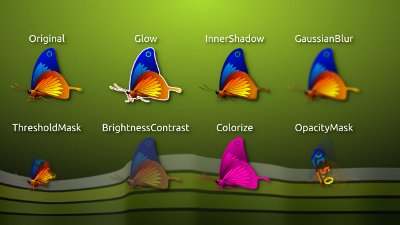 Original Glow InnerShadow GaussianBlur
ThresholdMask BrightnessContrast Colorize OpacityMask